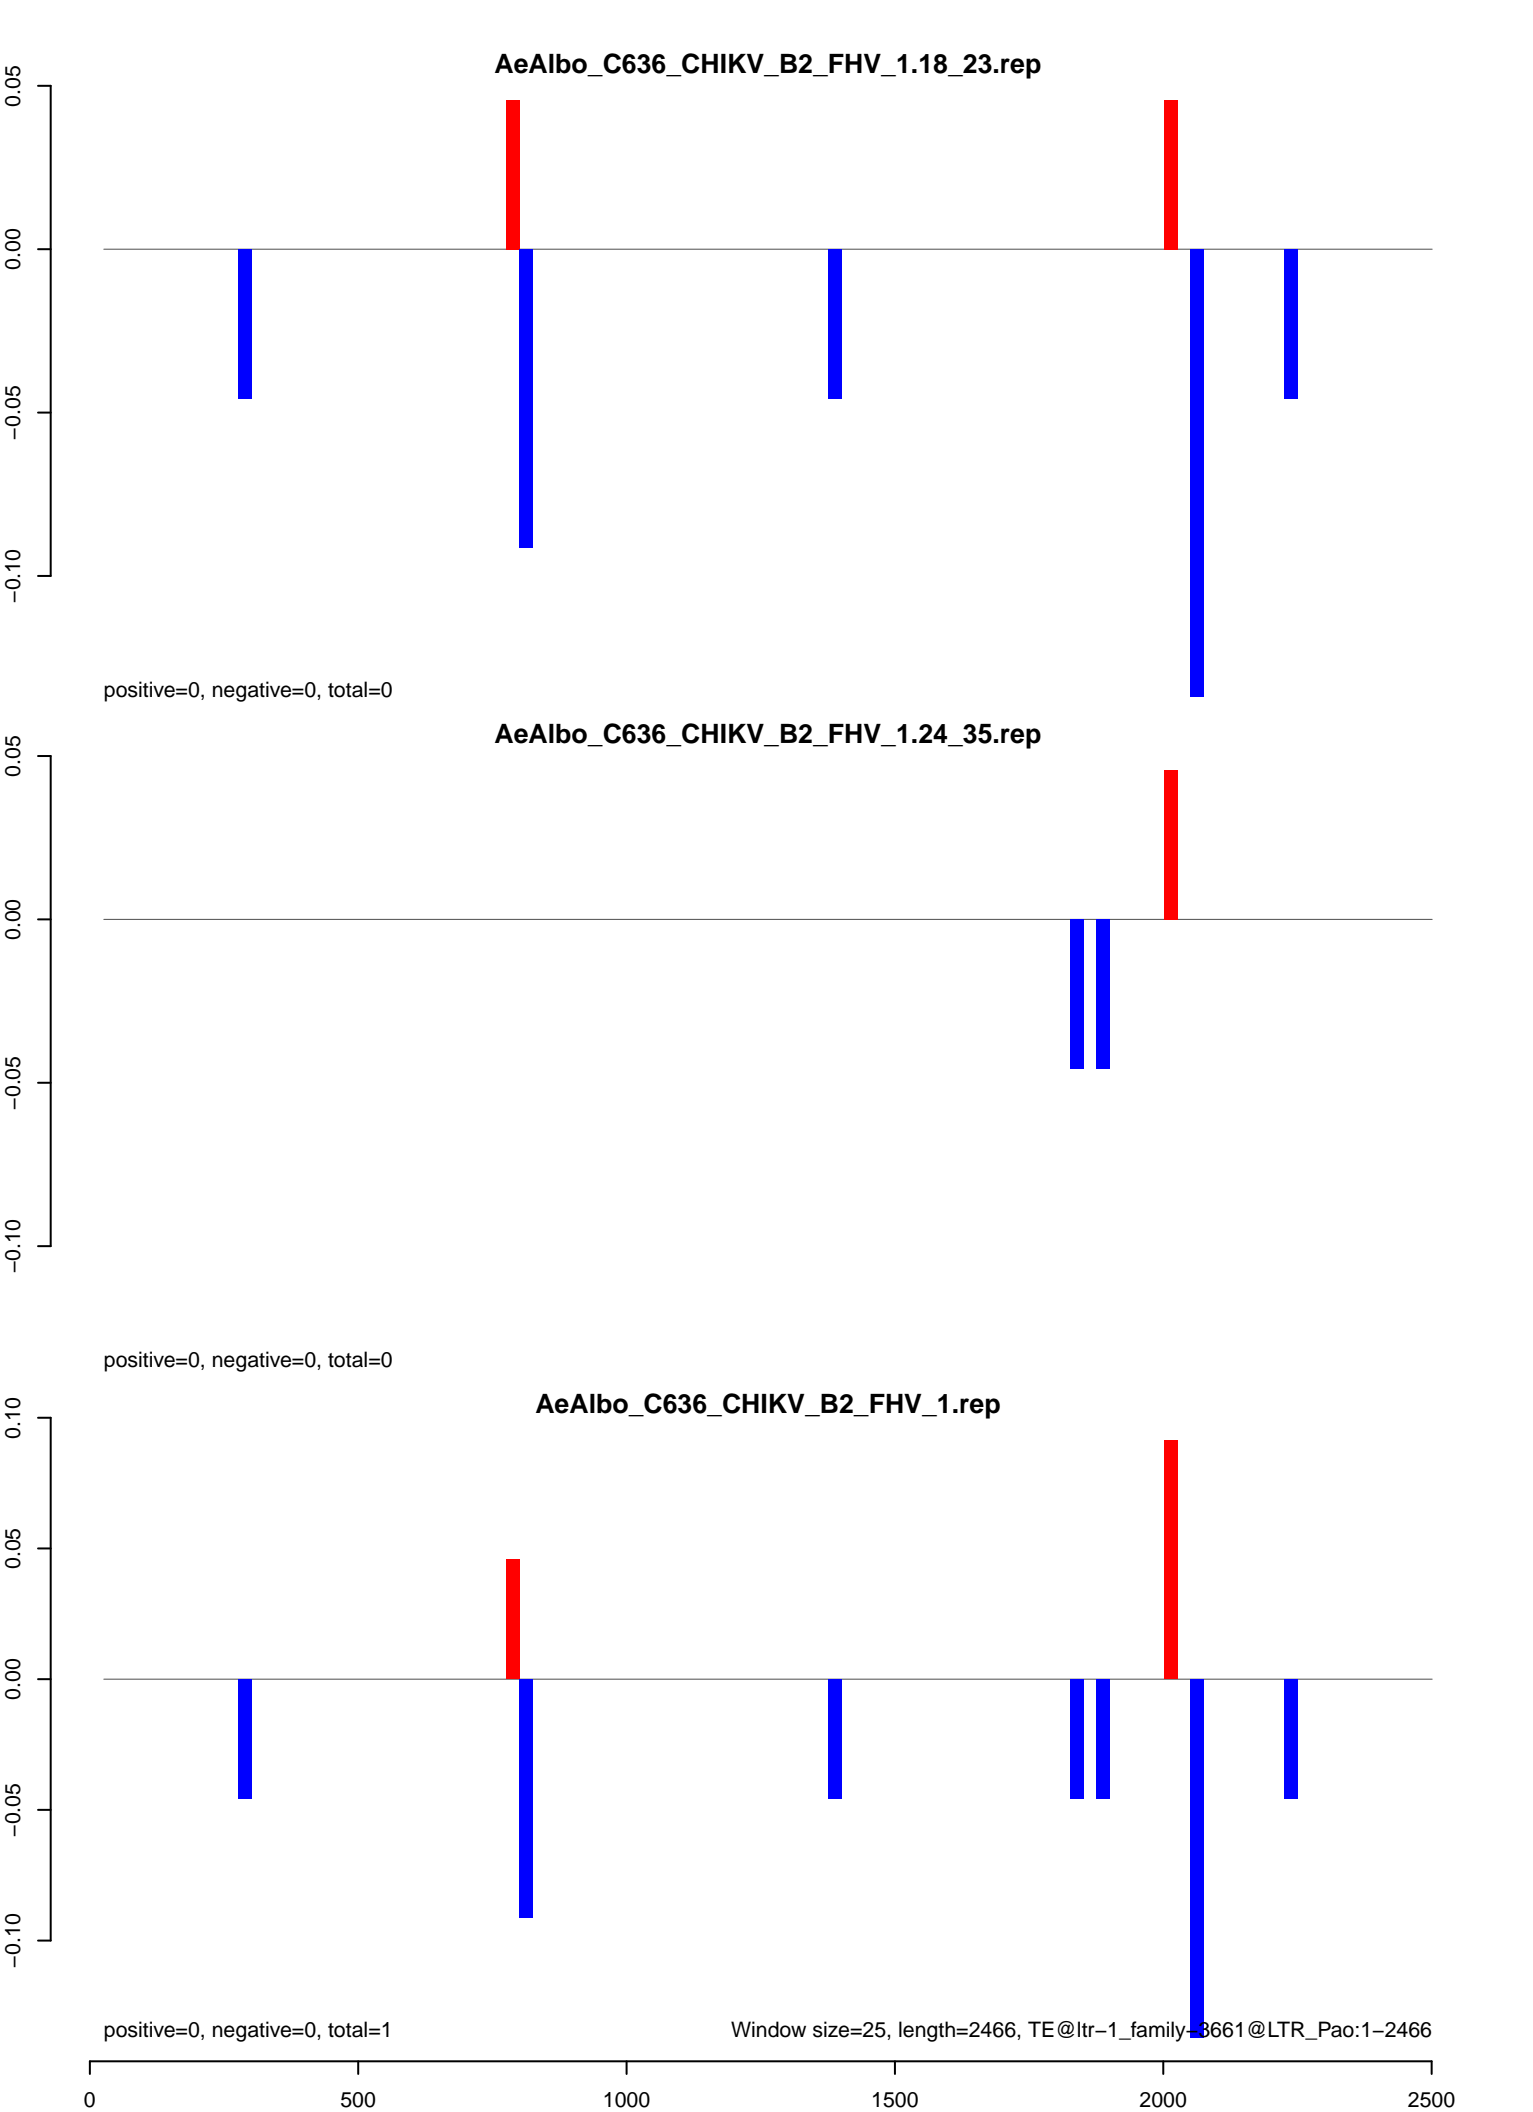 AeAlbo_C636_CHIKV_B2_FHV_1.18_23.rep
0.05
0.00
−0.05
−0.10
positive=0, negative=0, total=0
AeAlbo_C636_CHIKV_B2_FHV_1.24_35.rep
0.05
0.00
−0.05
−0.10
positive=0, negative=0, total=0
AeAlbo_C636_CHIKV_B2_FHV_1.rep
0.10
0.05
0.00
−0.05
−0.10
positive=0, negative=0, total=1
Window size=25, length=2466, TE@ltr−1_family−3661@LTR_Pao:1−2466
0 500 1000 1500 2000 2500